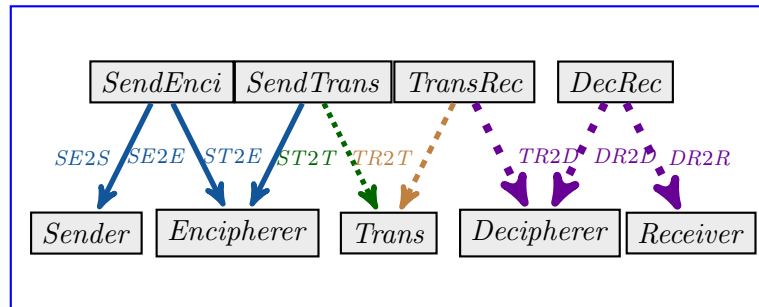 SendEnci SendTrans TransRec DecRec
SE2S SE2E ST2E ST2T TR2T TR2D DR2D DR2R
Sender Encipherer Trans Decipherer Receiver